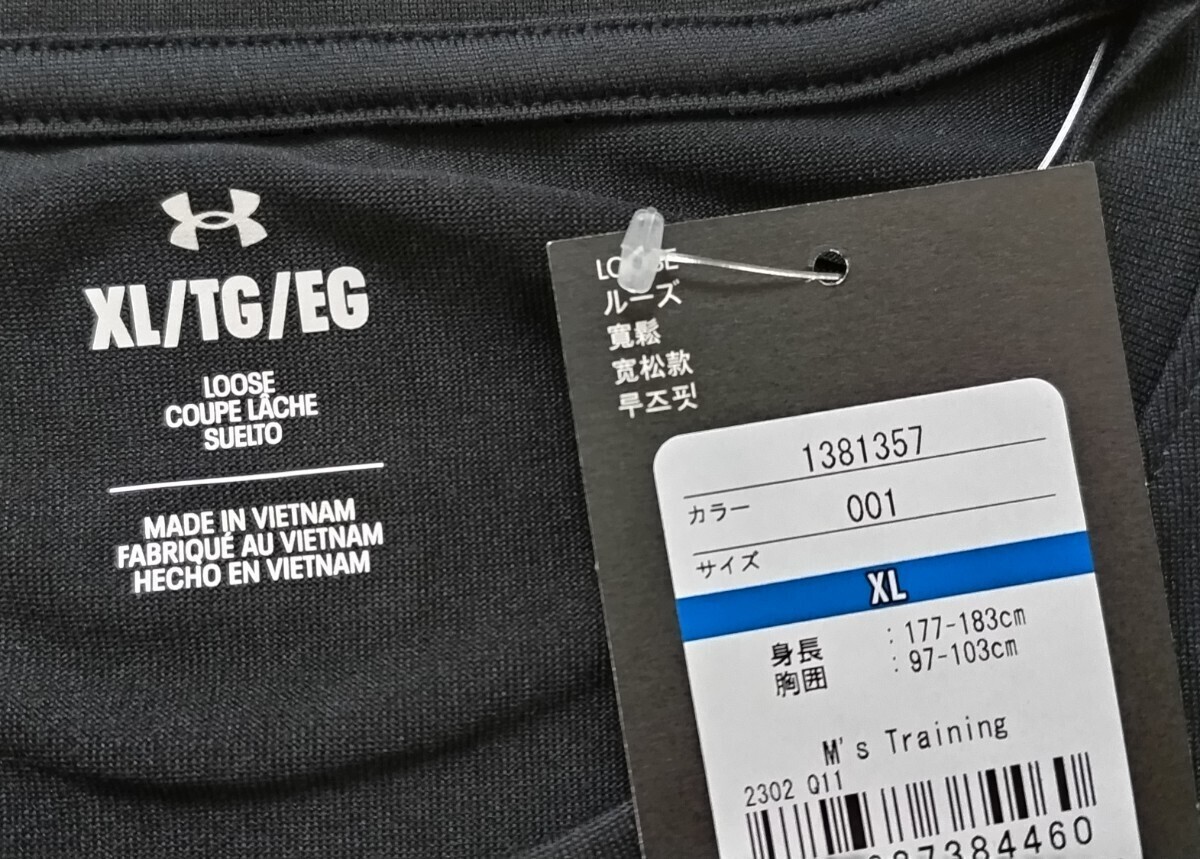 XL/TG/EG
LOOSE
COUPE LÂCHE
SUELTO
MADE IN VIETNAM
FABRIQUÉ AU VIETNAM
HECHO EN VIETNAM
ルーズ
寬鬆
宽松款
루즈핏
1381357
カラー 001
サイズ
XL
身長 : 177-183cm
胸囲 : 97-103cm
M's Training
2302 Q11